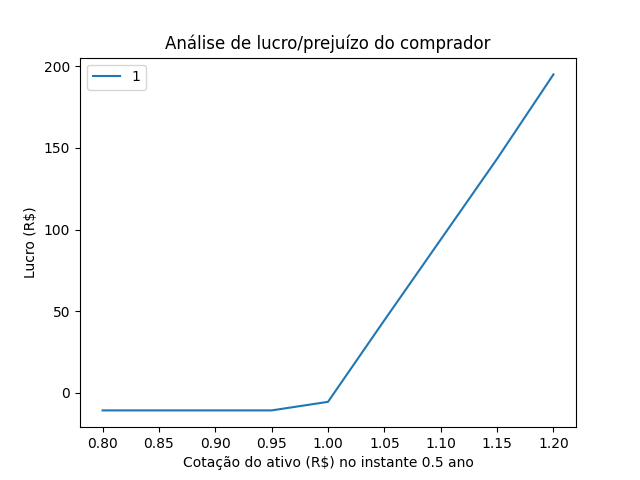 Análise de lucro/prejuízo do comprador
1
200
150
100
50
0
Lucro (R$)
0.80 0.85 0.90 0.95 1.00 1.05 1.10 1.15 1.20
Cotação do ativo (R$) no instante 0.5 ano